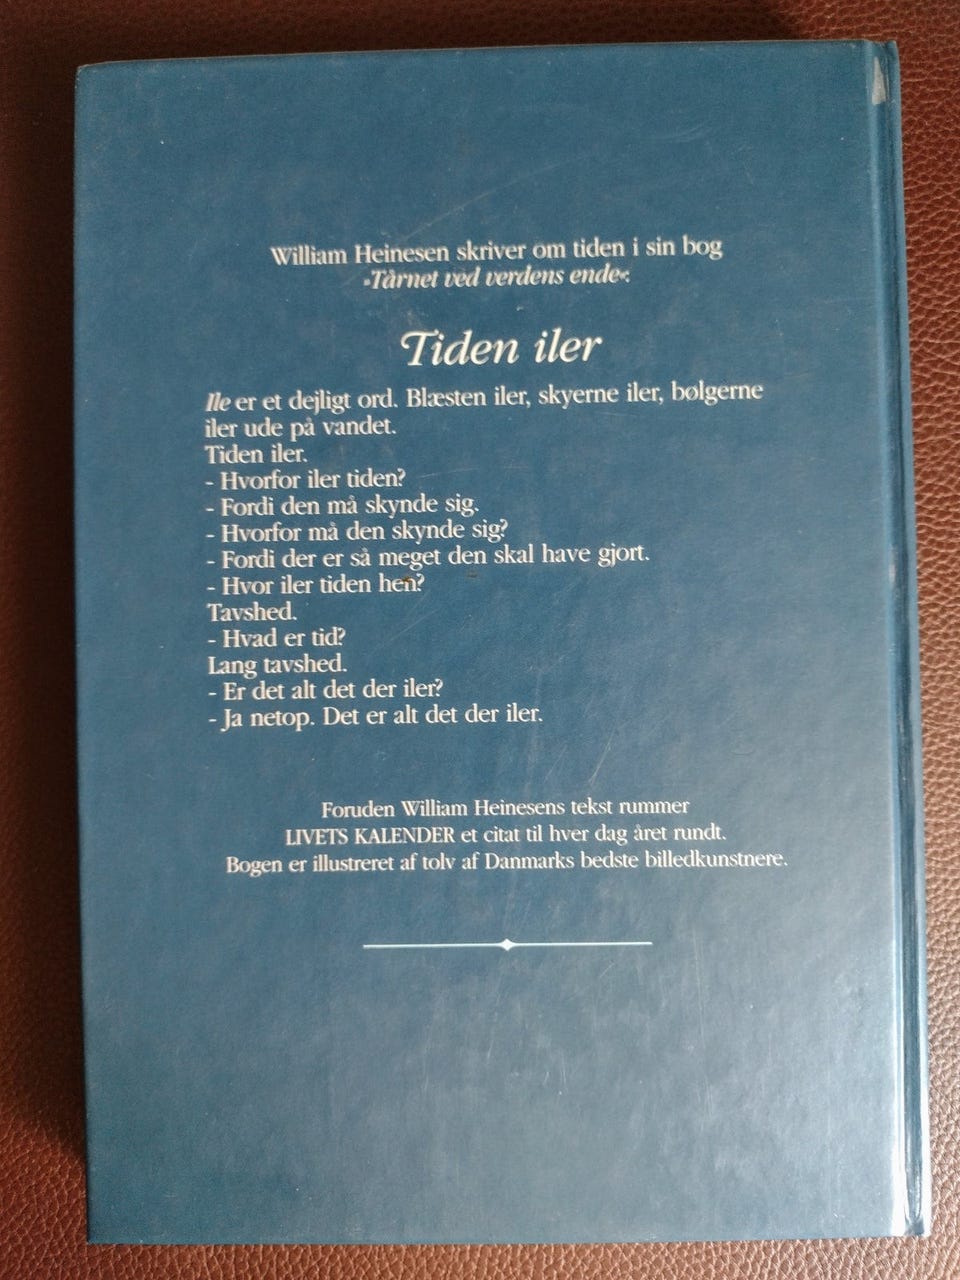 William Heinesen skriver om tiden i sin bog
»Tårnet ved verdens ende«.
Tiden iler
Ile er et dejligt ord. Blæsten iler, skyerne iler, bølgerne
iler ude på vandet.
Tiden iler.
- Hvorfor iler tiden?
- Fordi den må skynde sig.
- Hvorfor må den skynde sig?
- Fordi der er så meget den skal have gjort.
- Hvor iler tiden hen?
Tavshed.
- Hvad er tid?
Lang tavshed.
- Er det alt det der iler?
- Ja netop. Det er alt det der iler.
Foruden William Heinesens tekst rummer
LIVETS KALENDER et citat til hver dag året rundt.
Bogen er illustreret af tolv af Danmarks bedste billedkunstnere.